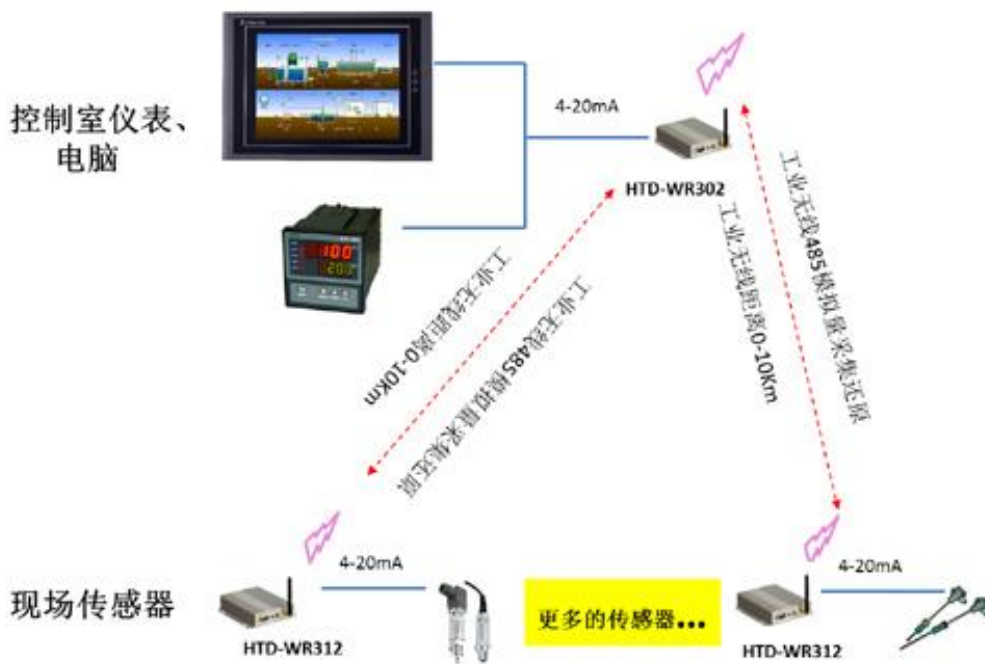 控制室仪表、
电脑
4-20mA
HTD-WR302
工业无线距离0-10Km
工业无线485模拟量采集还原
工业无线距离0-10Km
工业无线485模拟量采集还原
100
200
现场传感器
4-20mA
HTD-WR312
更多的传感器...
4-20mA
HTD-WR312